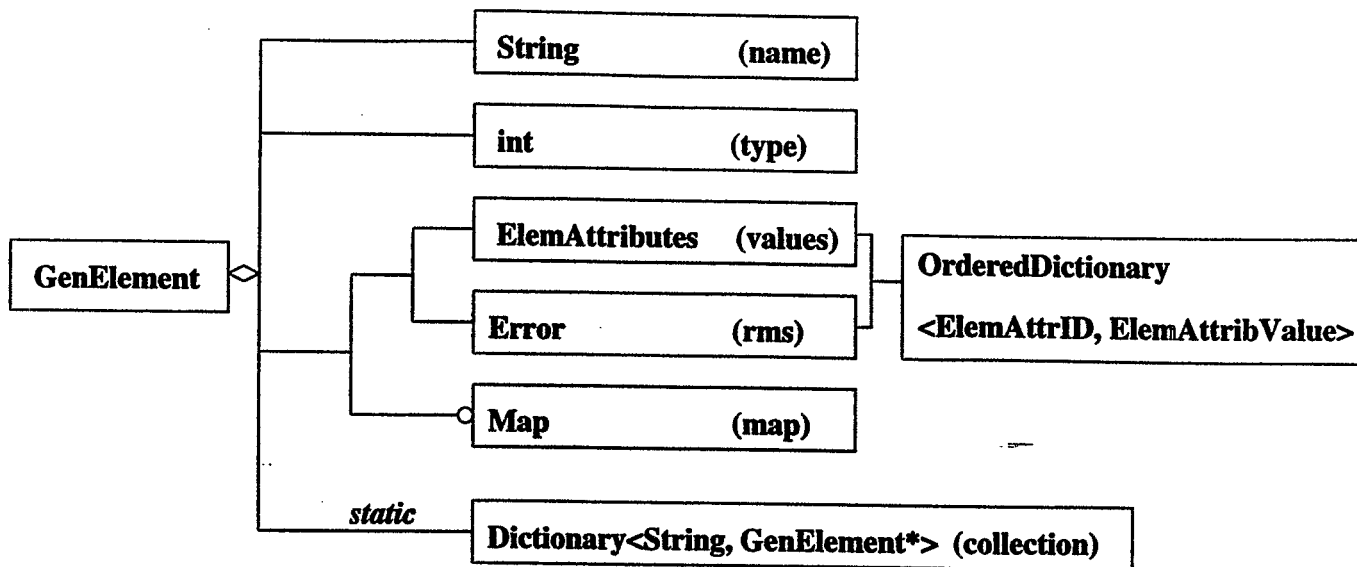 String (name)
int (type)
ElemAttributes (values)
GenElement
OrderedDictionary
<ElemAttrID, ElemAttribValue>
Error (rms)
Map (map)
static
Dictionary<String, GenElement*> (collection)